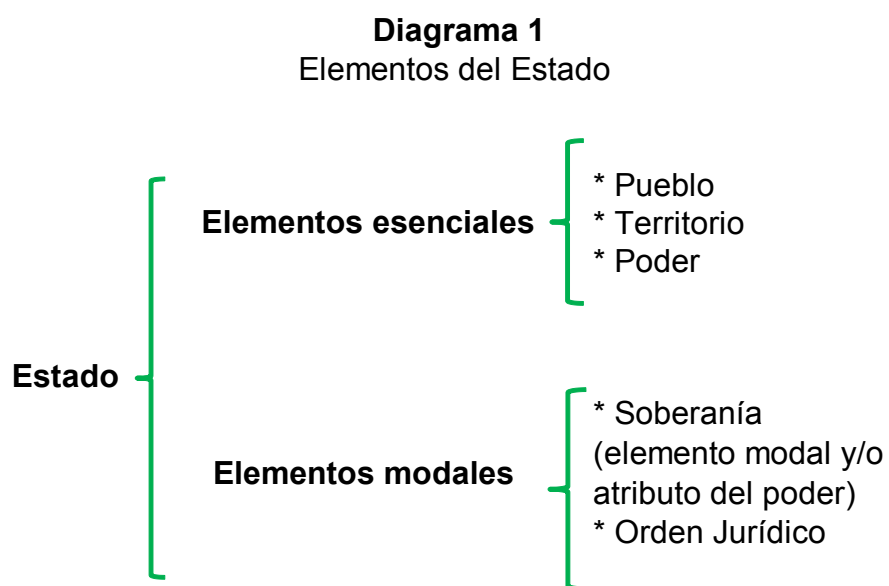 Diagrama 1
Elementos del Estado
* Pueblo
Elementos esenciales
* Territorio
* Poder
Estado
* Soberanía
(elemento modal y/o
Elementos modales
atributo del poder)
* Orden Jurídico